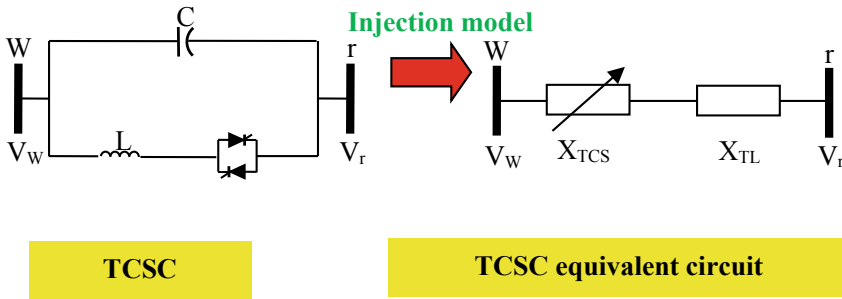 C
Injection model
W
W
r
r
L
V_W
V_r
V_W
X_TCS
X_TL
V_r
TCSC
TCSC equivalent circuit